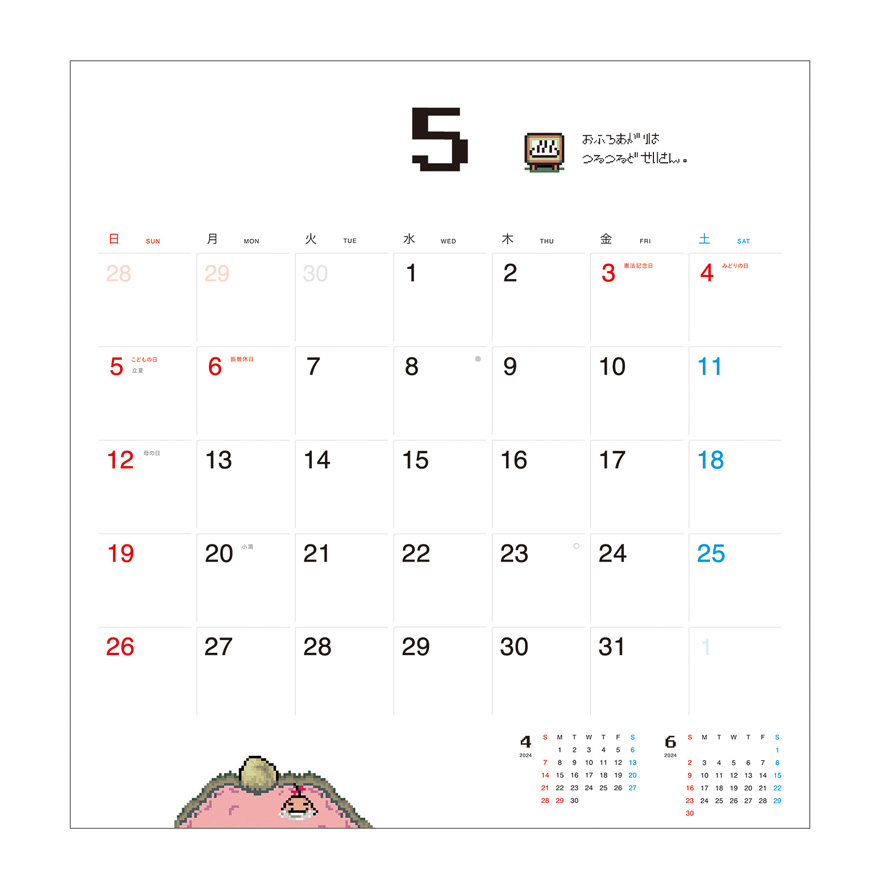 5
おふろあがりは
つるつるど せいさん。
日 SUN 月 MON 火 TUE 水 WED 木 THU 金 FRI 土 SAT
28 29 30 1 2 3 憲法記念日 4 みどりの日
5 こどもの日 6 振替休日 7 8 9 10 11
立夏
12 母の日 13 14 15 16 17 18
19 20 小満 21 22 23 24 25
26 27 28 29 30 31 1
4 S M T W T F S
2024 1 2 3 4 5 6
7 8 9 10 11 12 13
14 15 16 17 18 19 20
21 22 23 24 25 26 27
28 29 30
6 S M T W T F S
2024 1
2 3 4 5 6 7 8
9 10 11 12 13 14 15
16 17 18 19 20 21 22
23 24 25 26 27 28 29
30